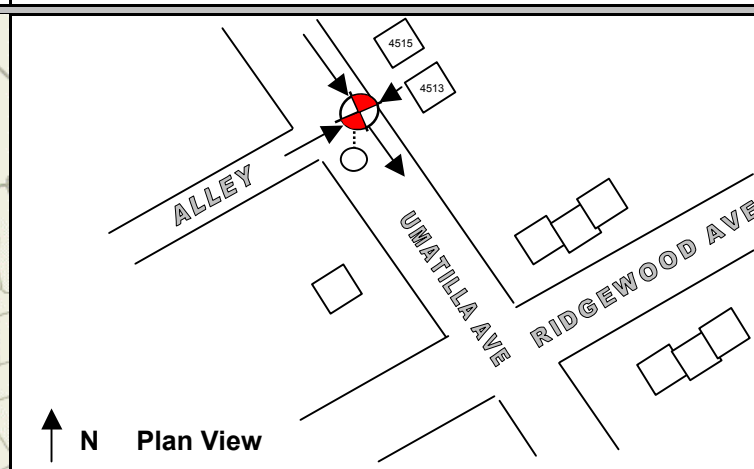 4515
4513
ALLEY
UMATILLA AVE
RIDGEWOOD AVE
N Plan View